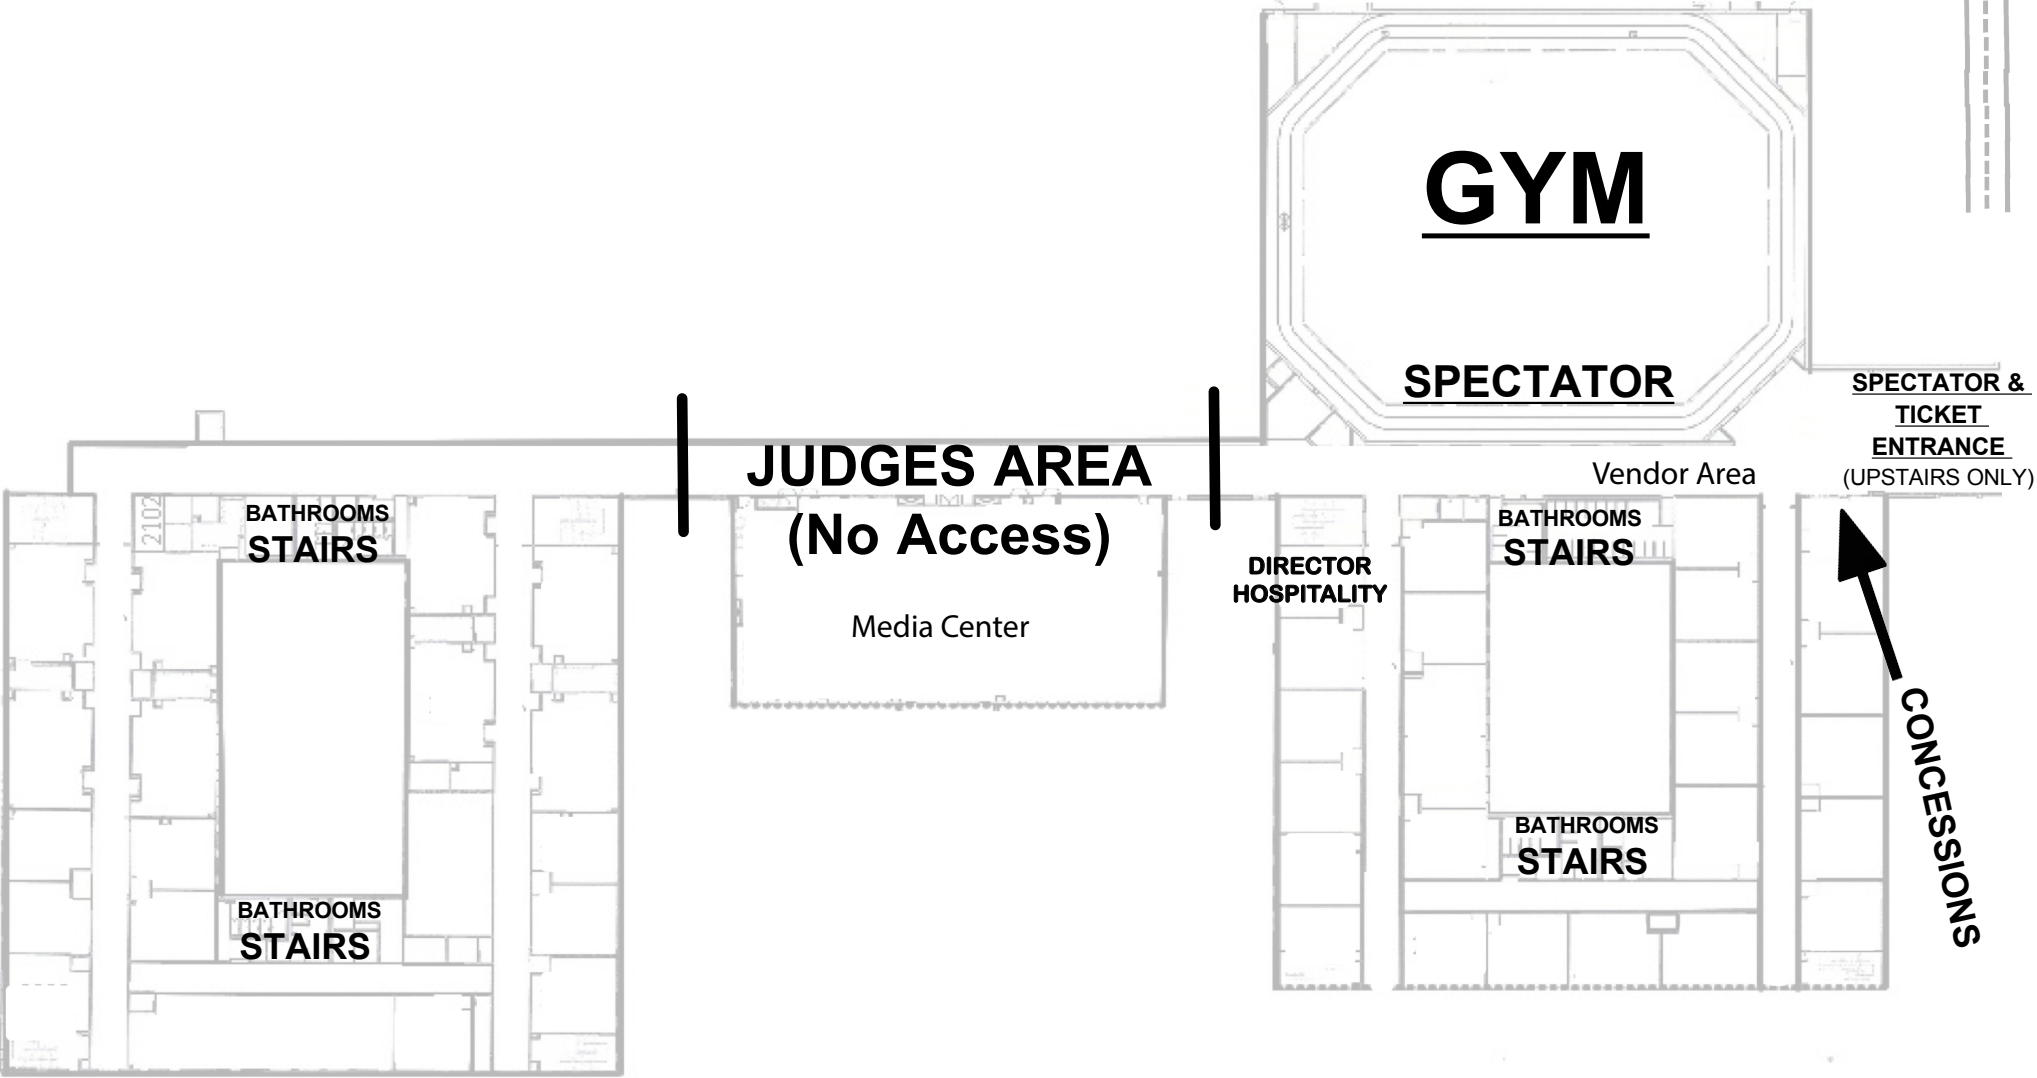 GYM
SPECTATOR
SPECTATOR &
TICKET
ENTRANCE
(UPSTAIRS ONLY)
JUDGES AREA
(No Access)
Vendor Area
2102
BATHROOMS
STAIRS
BATHROOMS
STAIRS
DIRECTOR
HOSPITALITY
Media Center
CONCESSIONS
BATHROOMS
STAIRS
BATHROOMS
STAIRS